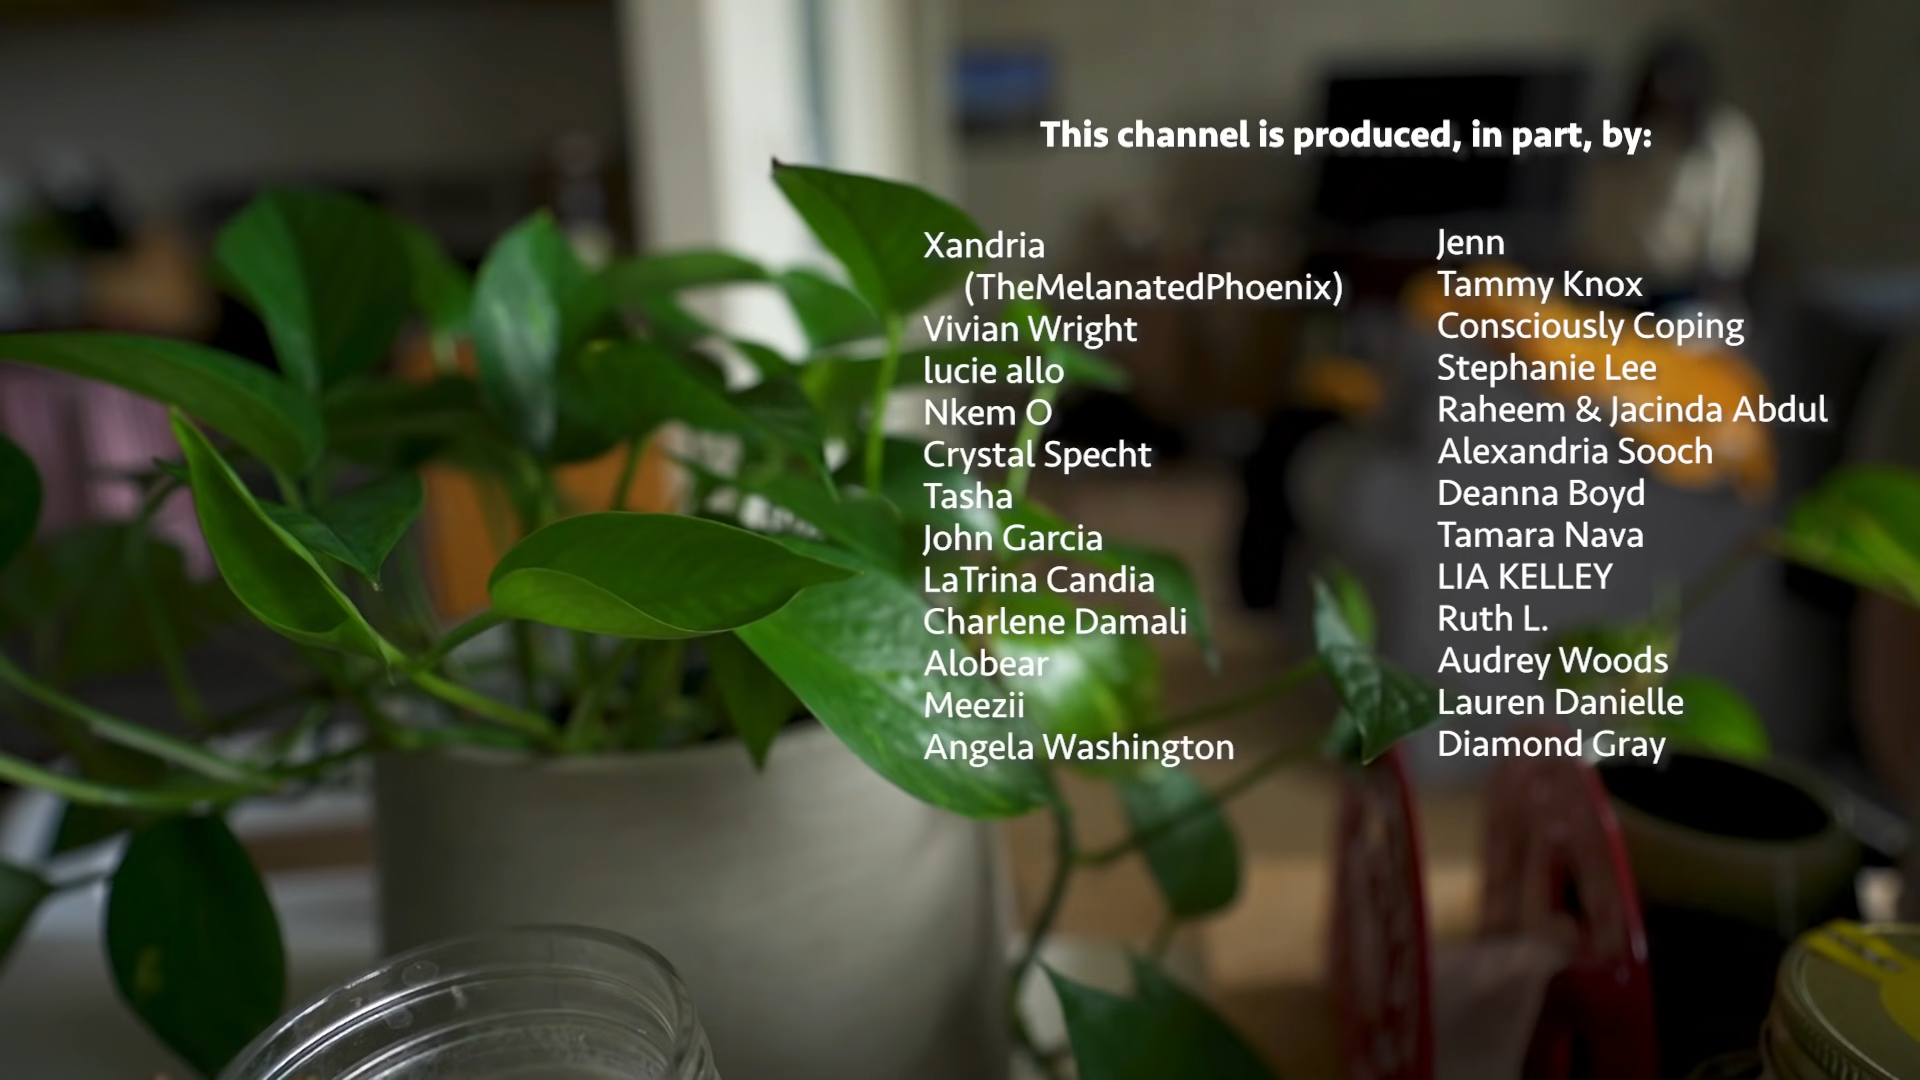 This channel is produced, in part, by:
Xandria
(TheMelanatedPhoenix)
Vivian Wright
lucie allo
Nkem O
Crystal Specht
Tasha
John Garcia
LaTrina Candia
Charlene Damali
Alobear
Meezii
Angela Washington
Jenn
Tammy Knox
Consciously Coping
Stephanie Lee
Raheem & Jacinda Abdul
Alexandria Sooch
Deanna Boyd
Tamara Nava
LIA KELLEY
Ruth L.
Audrey Woods
Lauren Danielle
Diamond Gray